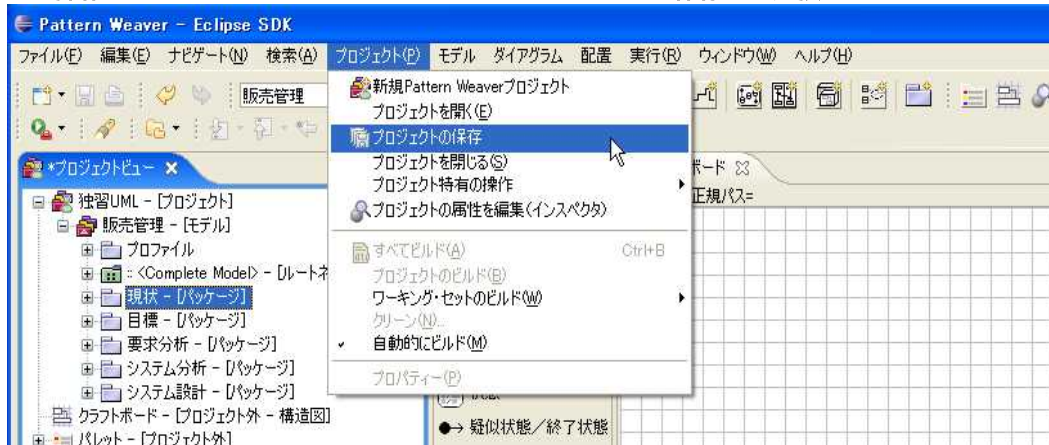 Pattern Weaver - Eclipse SDK
ファイル(F) 編集(E) ナビゲート(N) 検索(A) プロジェクト(P) モデル ダイアグラム 配置 実行(R) ウィンドウ(W) ヘルプ(H)
販売管理
新規Pattern Weaverプロジェクト
プロジェクトを開く(E)
プロジェクトの保存
プロジェクトを閉じる(S)
プロジェクト特有の操作
プロジェクトの属性を編集(インスペクタ)
すべてビルド(A) Ctrl+B
プロジェクトのビルド(B)
ワーキング・セットのビルド(W)
クリーン(N)...
自動的にビルド(M)
プロパティー(P)
*プロジェクトビュー
独習UML - [プロジェクト]
販売管理 - [モデル]
プロファイル
:: <Complete Model> - [ルートネ
現状 - [パッケージ]
目標 - [パッケージ]
要求分析 - [パッケージ]
システム分析 - [パッケージ]
システム設計 - [パッケージ]
クラフトボード - [プロジェクト外 - 構造図]
パレット - [プロジェクト外]
ボード
正規パス=
疑似状態/終了状態